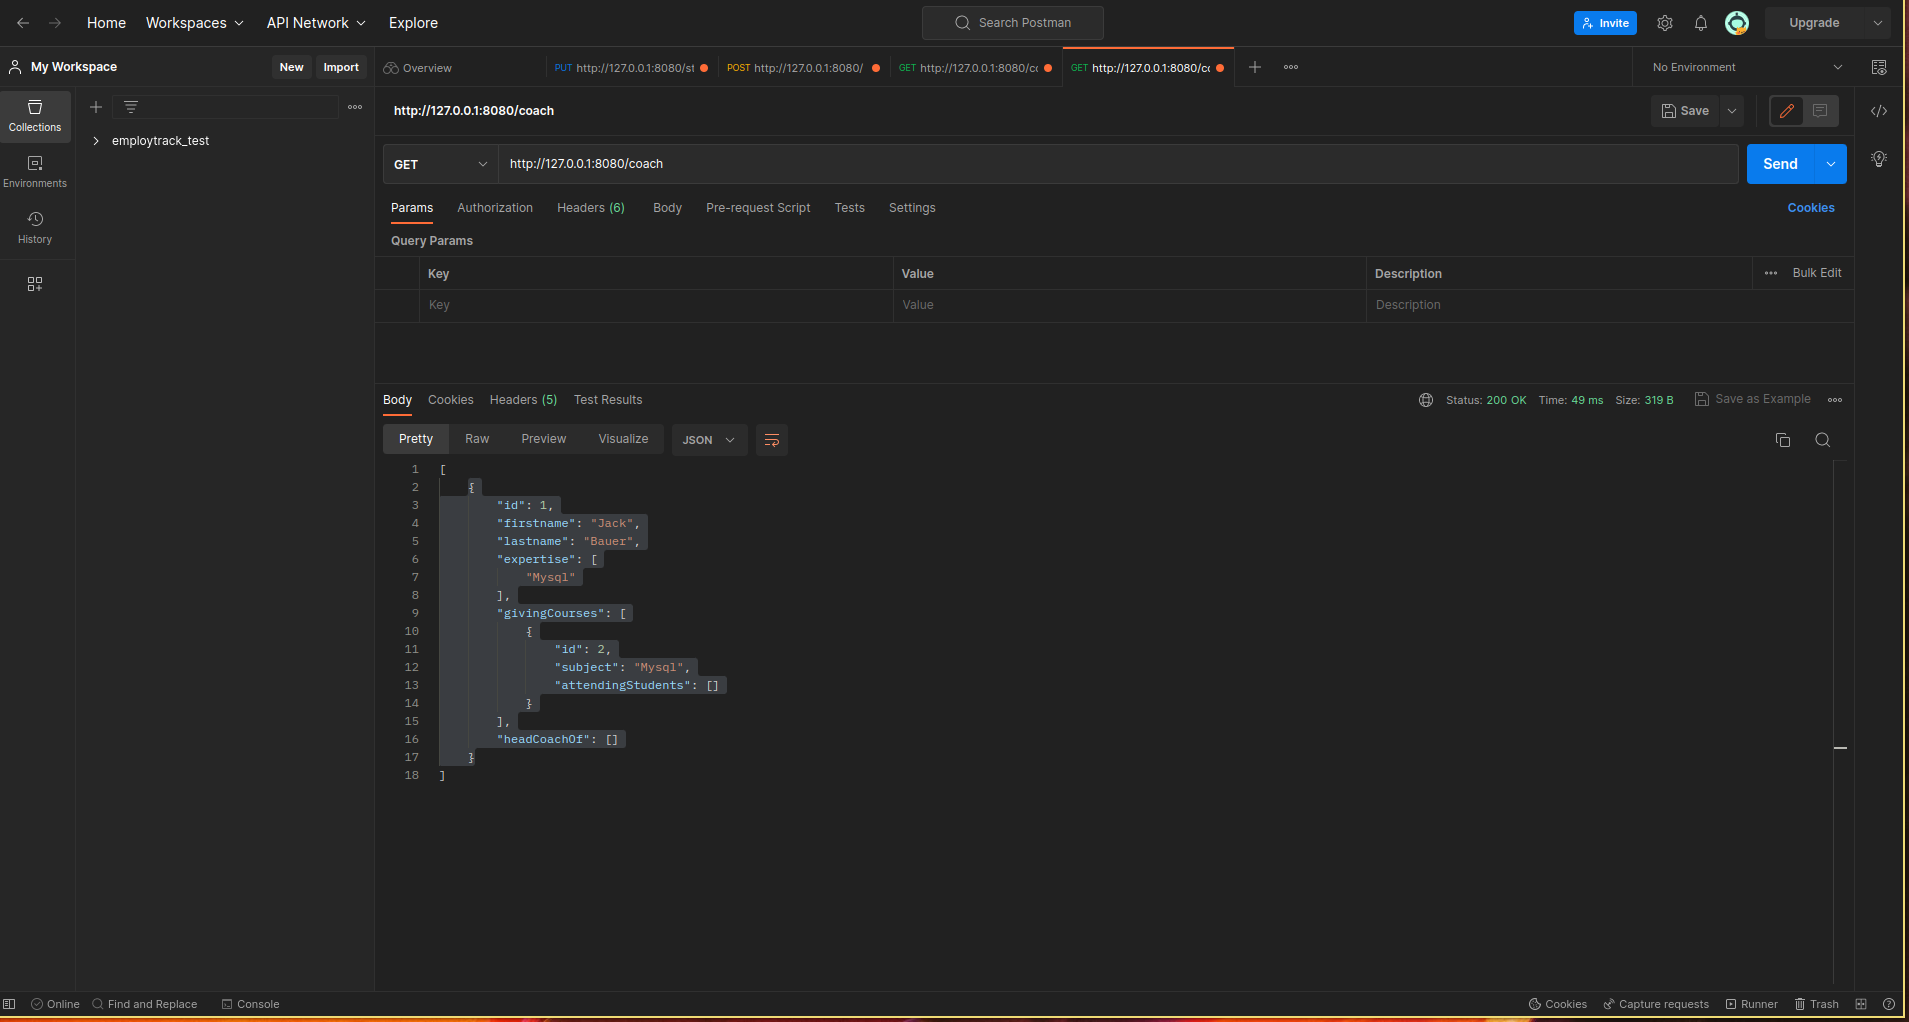 Home Workspaces API Network Explore Search Postman Invite Upgrade
My Workspace New Import Overview PUT http://127.0.0.1:8080/st POST http://127.0.0.1:8080/ GET http://127.0.0.1:8080/co GET http://127.0.0.1:8080/co No Environment
Collections
employtrack_test
Environments
History
http://127.0.0.1:8080/coach Save
GET http://127.0.0.1:8080/coach Send
Params Authorization Headers (6) Body Pre-request Script Tests Settings Cookies
Query Params
Key Value Description Bulk Edit
Key Value Description
Body Cookies Headers (5) Test Results Status: 200 OK Time: 49 ms Size: 319 B Save as Example
Pretty Raw Preview Visualize JSON
1 [
2 {
3 "id": 1,
4 "firstname": "Jack",
5 "lastname": "Bauer",
6 "expertise": [
7 "Mysql"
8 ],
9 "givingCourses": [
10 {
11 "id": 2,
12 "subject": "Mysql",
13 "attendingStudents": []
14 }
15 ],
16 "headCoachOf": []
17 }
18 ]
Online Find and Replace Console Cookies Capture requests Runner Trash